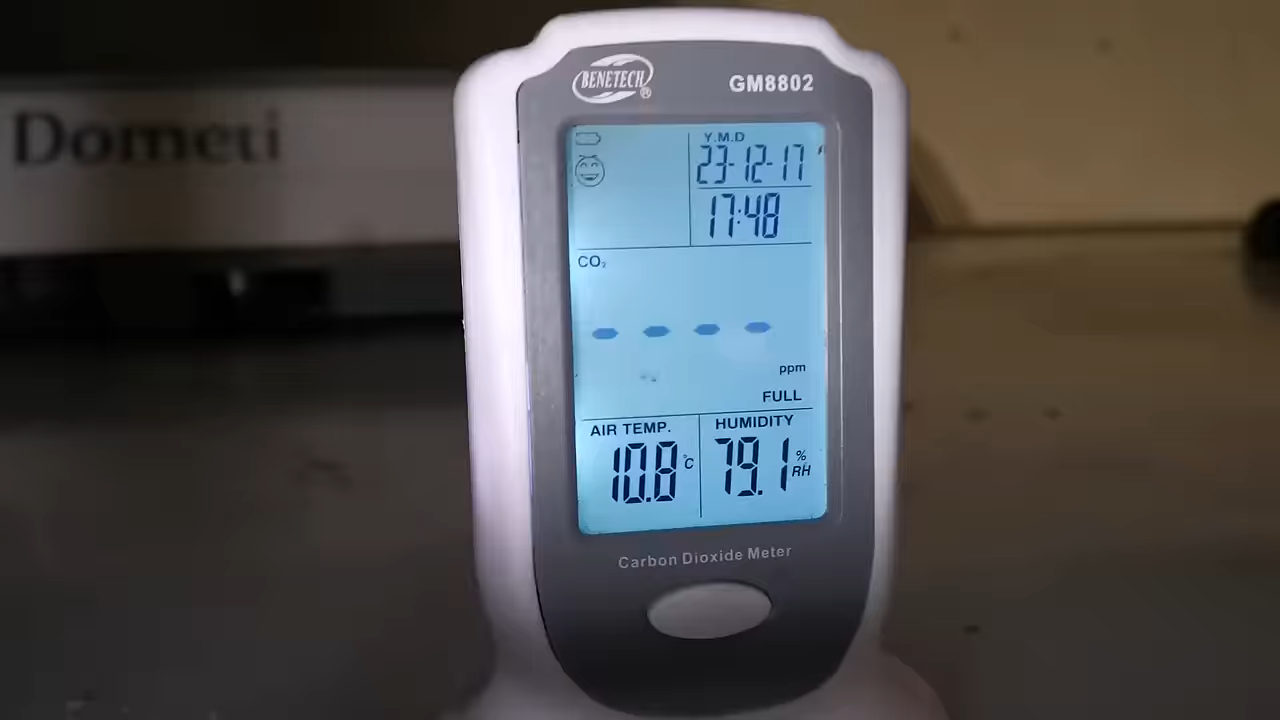 Dometi
BENETECH®
GM8802
Y.M.D
23-12-17
17:48
CO₂
- - - -
ppm
FULL
AIR TEMP.
10.8 °C
HUMIDITY
79.1 % RH
Carbon Dioxide Meter